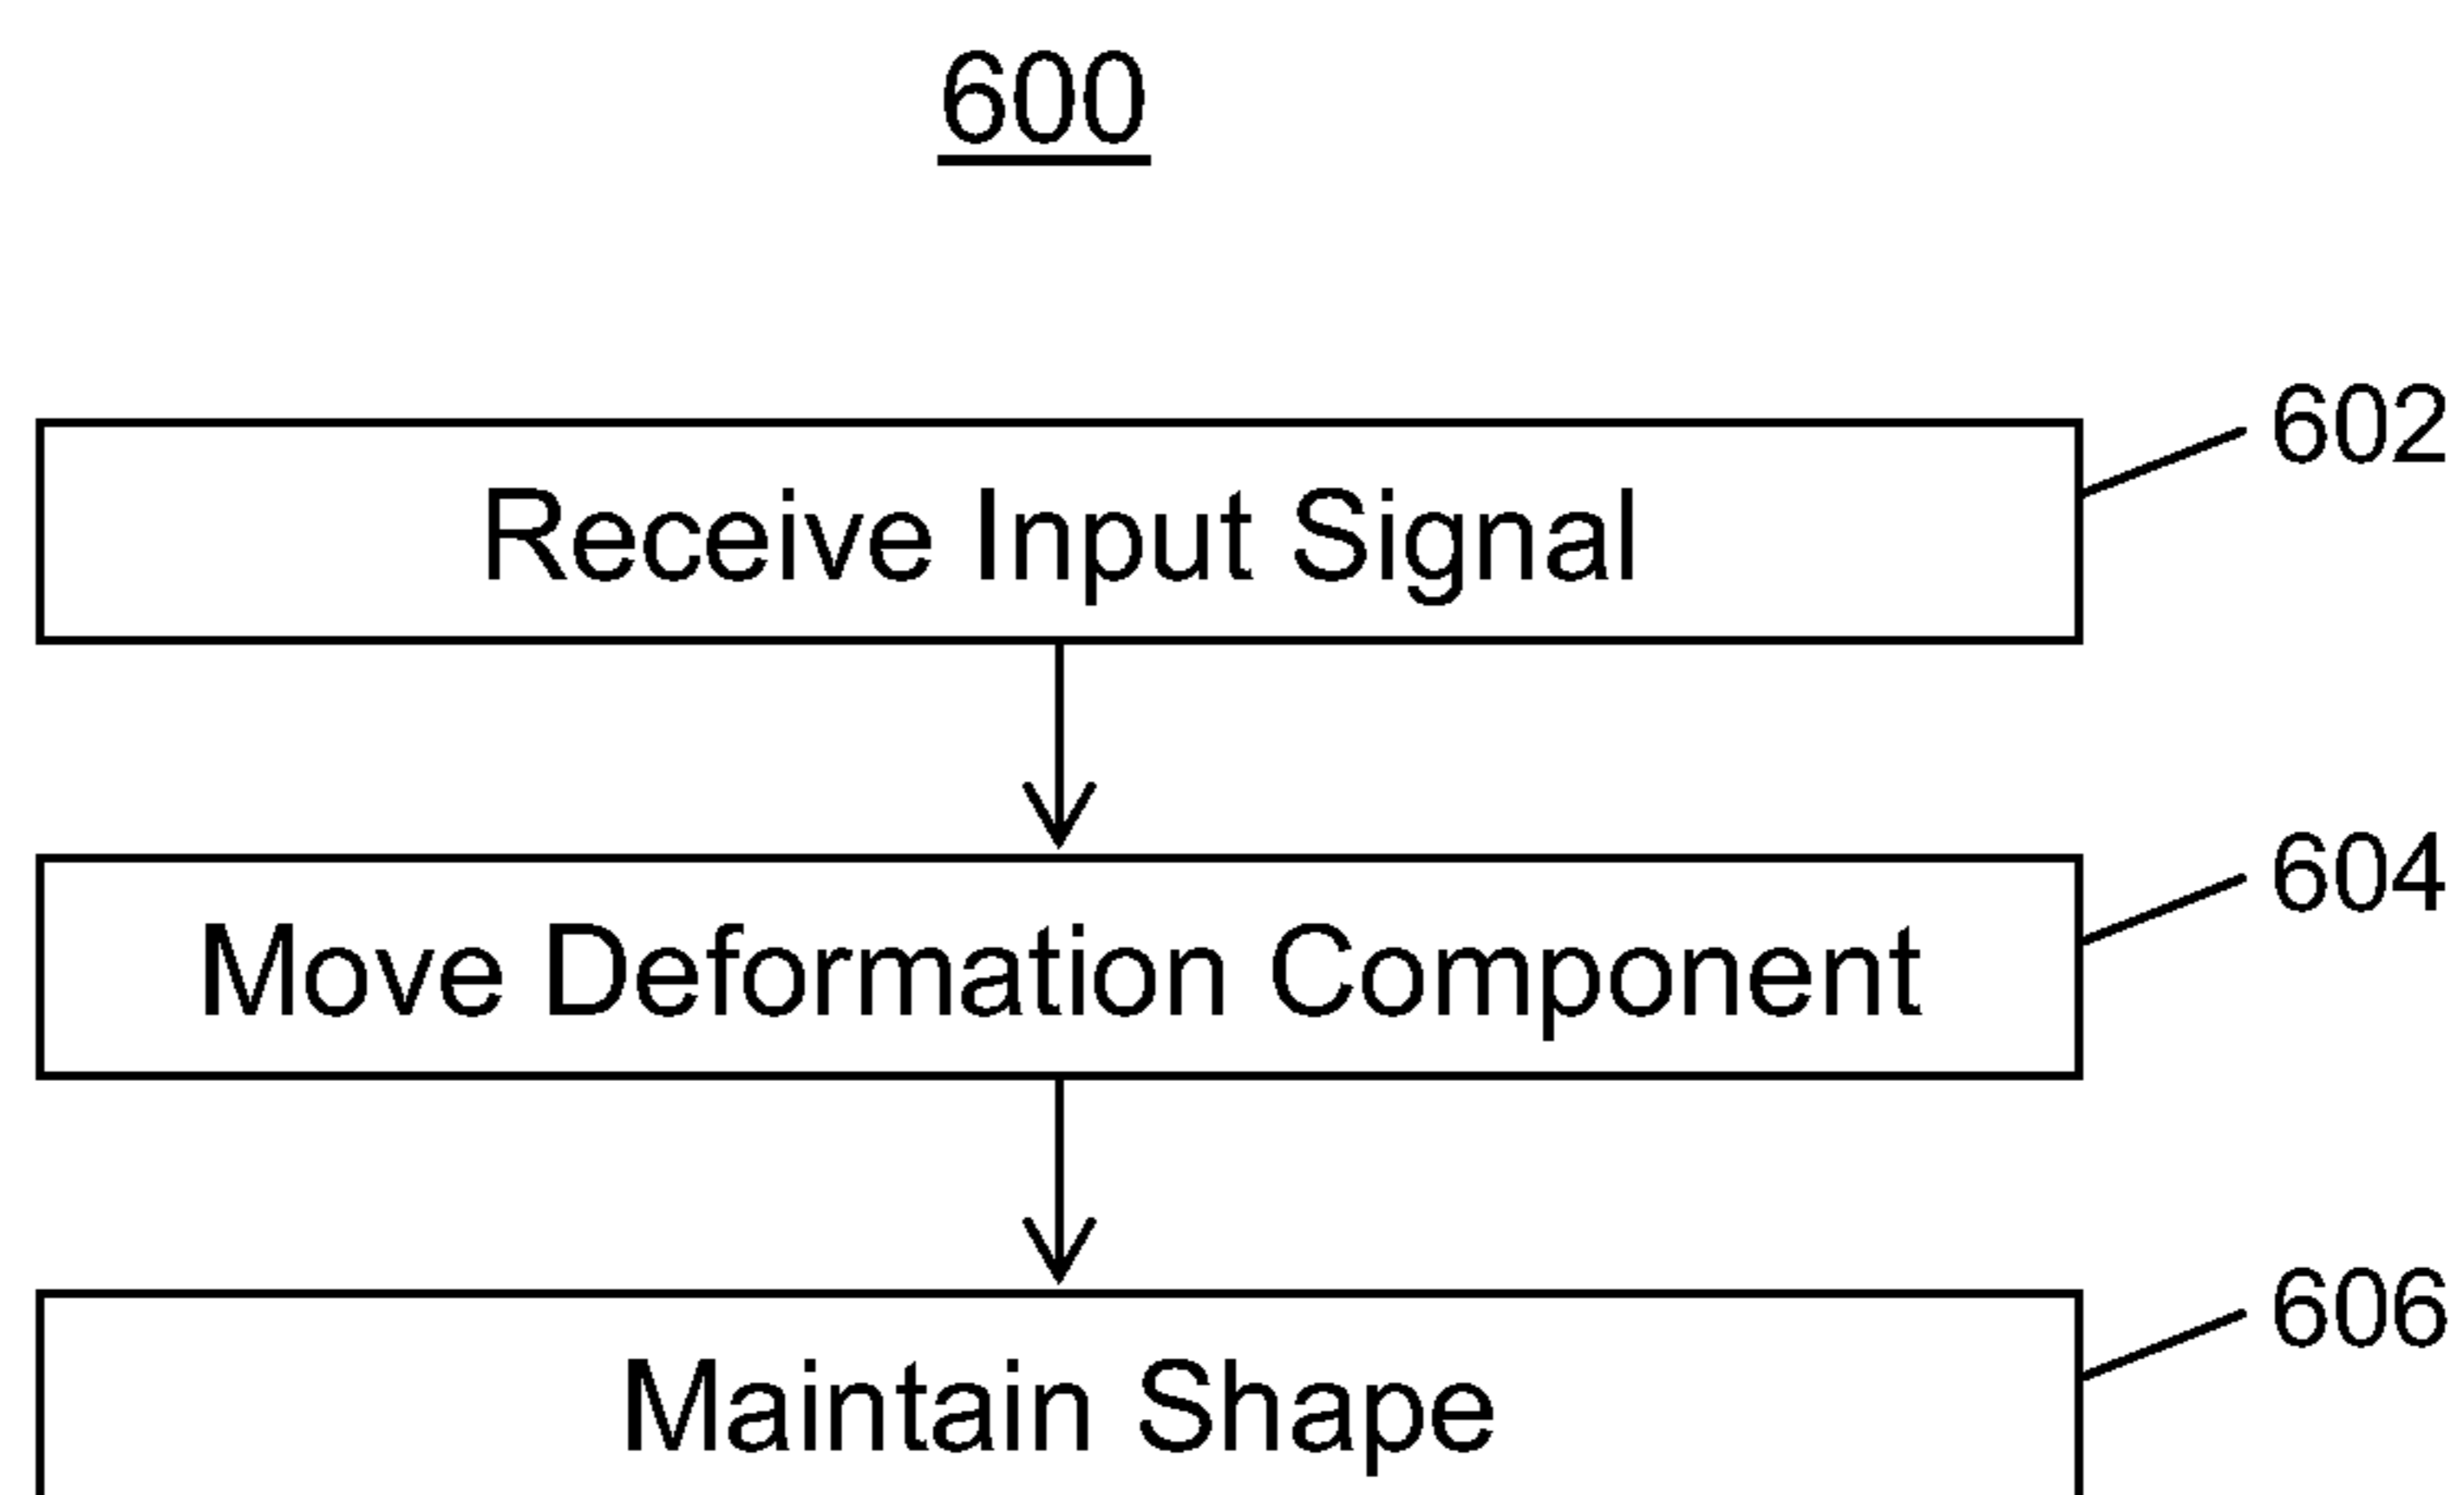 600
602
Receive Input Signal
604
Move Deformation Component
606
Maintain Shape